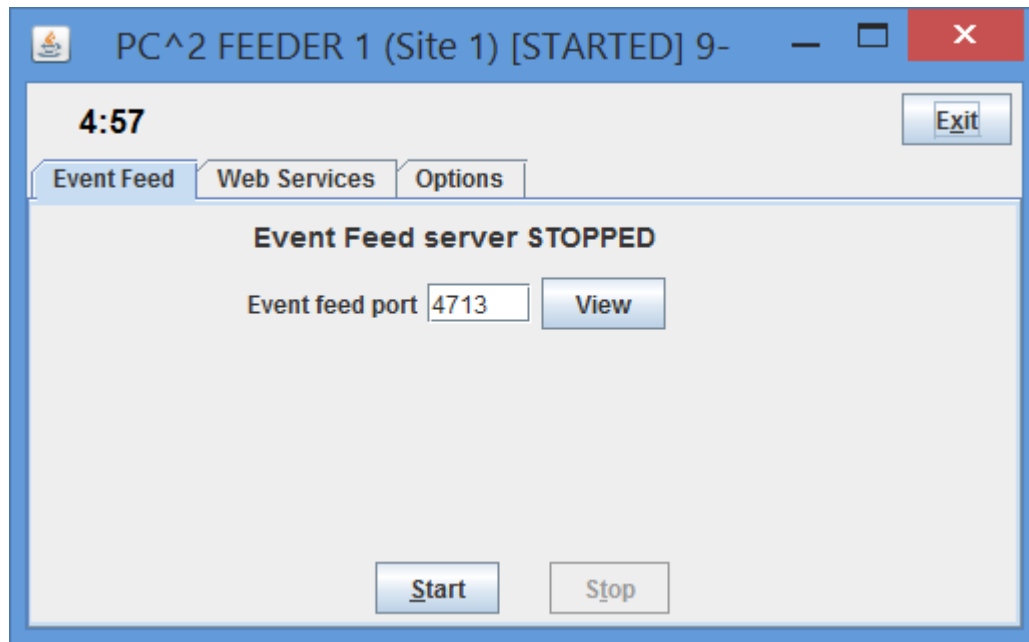 PC^2 FEEDER 1 (Site 1) [STARTED] 9-
4:57 Exit
Event Feed Web Services Options
Event Feed server STOPPED
Event feed port 4713 View
Start Stop